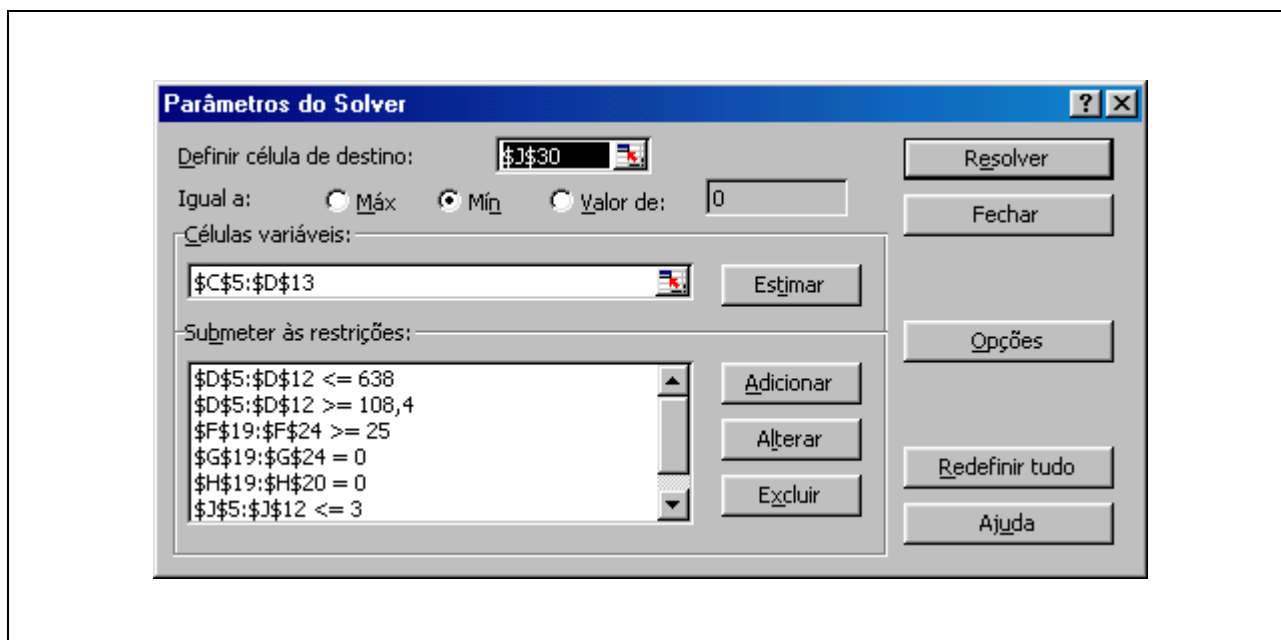 Parâmetros do Solver
Definir célula de destino: $J$30 Resolver
Igual a: Máx Mín Valor de: 0 Fechar
Células variáveis:
$C$5:$D$13 Estimar
Submeter às restrições: Opções
$D$5:$D$12 <= 638 Adicionar
$D$5:$D$12 >= 108,4
$F$19:$F$24 >= 25 Alterar
$G$19:$G$24 = 0 Redefinir tudo
$H$19:$H$20 = 0 Excluir
$J$5:$J$12 <= 3 Ajuda